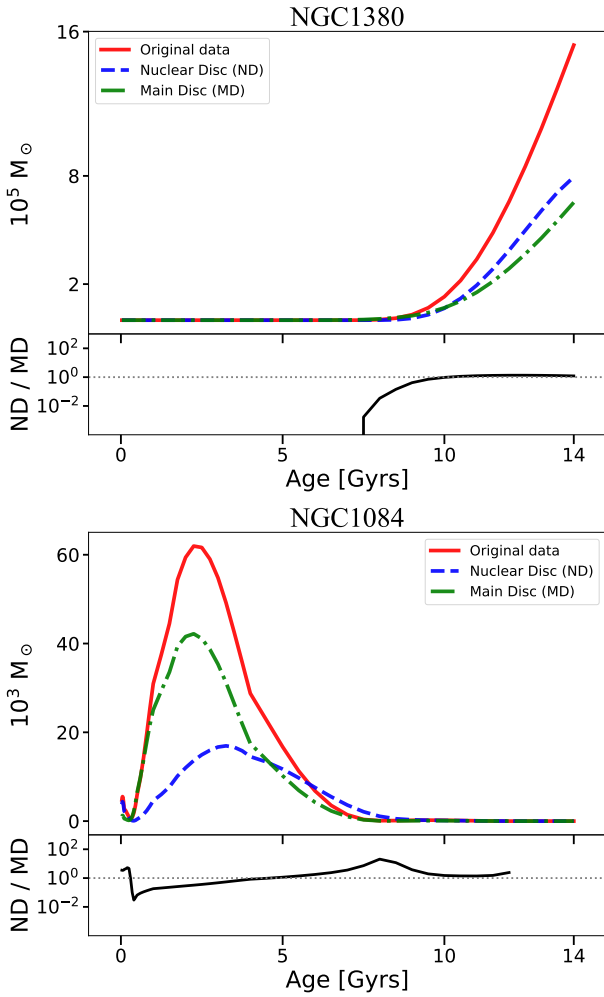 NGC1380
16
8
2
10⁵ M⊙
Original data
Nuclear Disc (ND)
Main Disc (MD)
10²
10⁰
10⁻²
ND / MD
0 5 10 14
Age [Gyrs]
NGC1084
60
40
20
0
10³ M⊙
Original data
Nuclear Disc (ND)
Main Disc (MD)
10²
10⁰
10⁻²
ND / MD
0 5 10 14
Age [Gyrs]